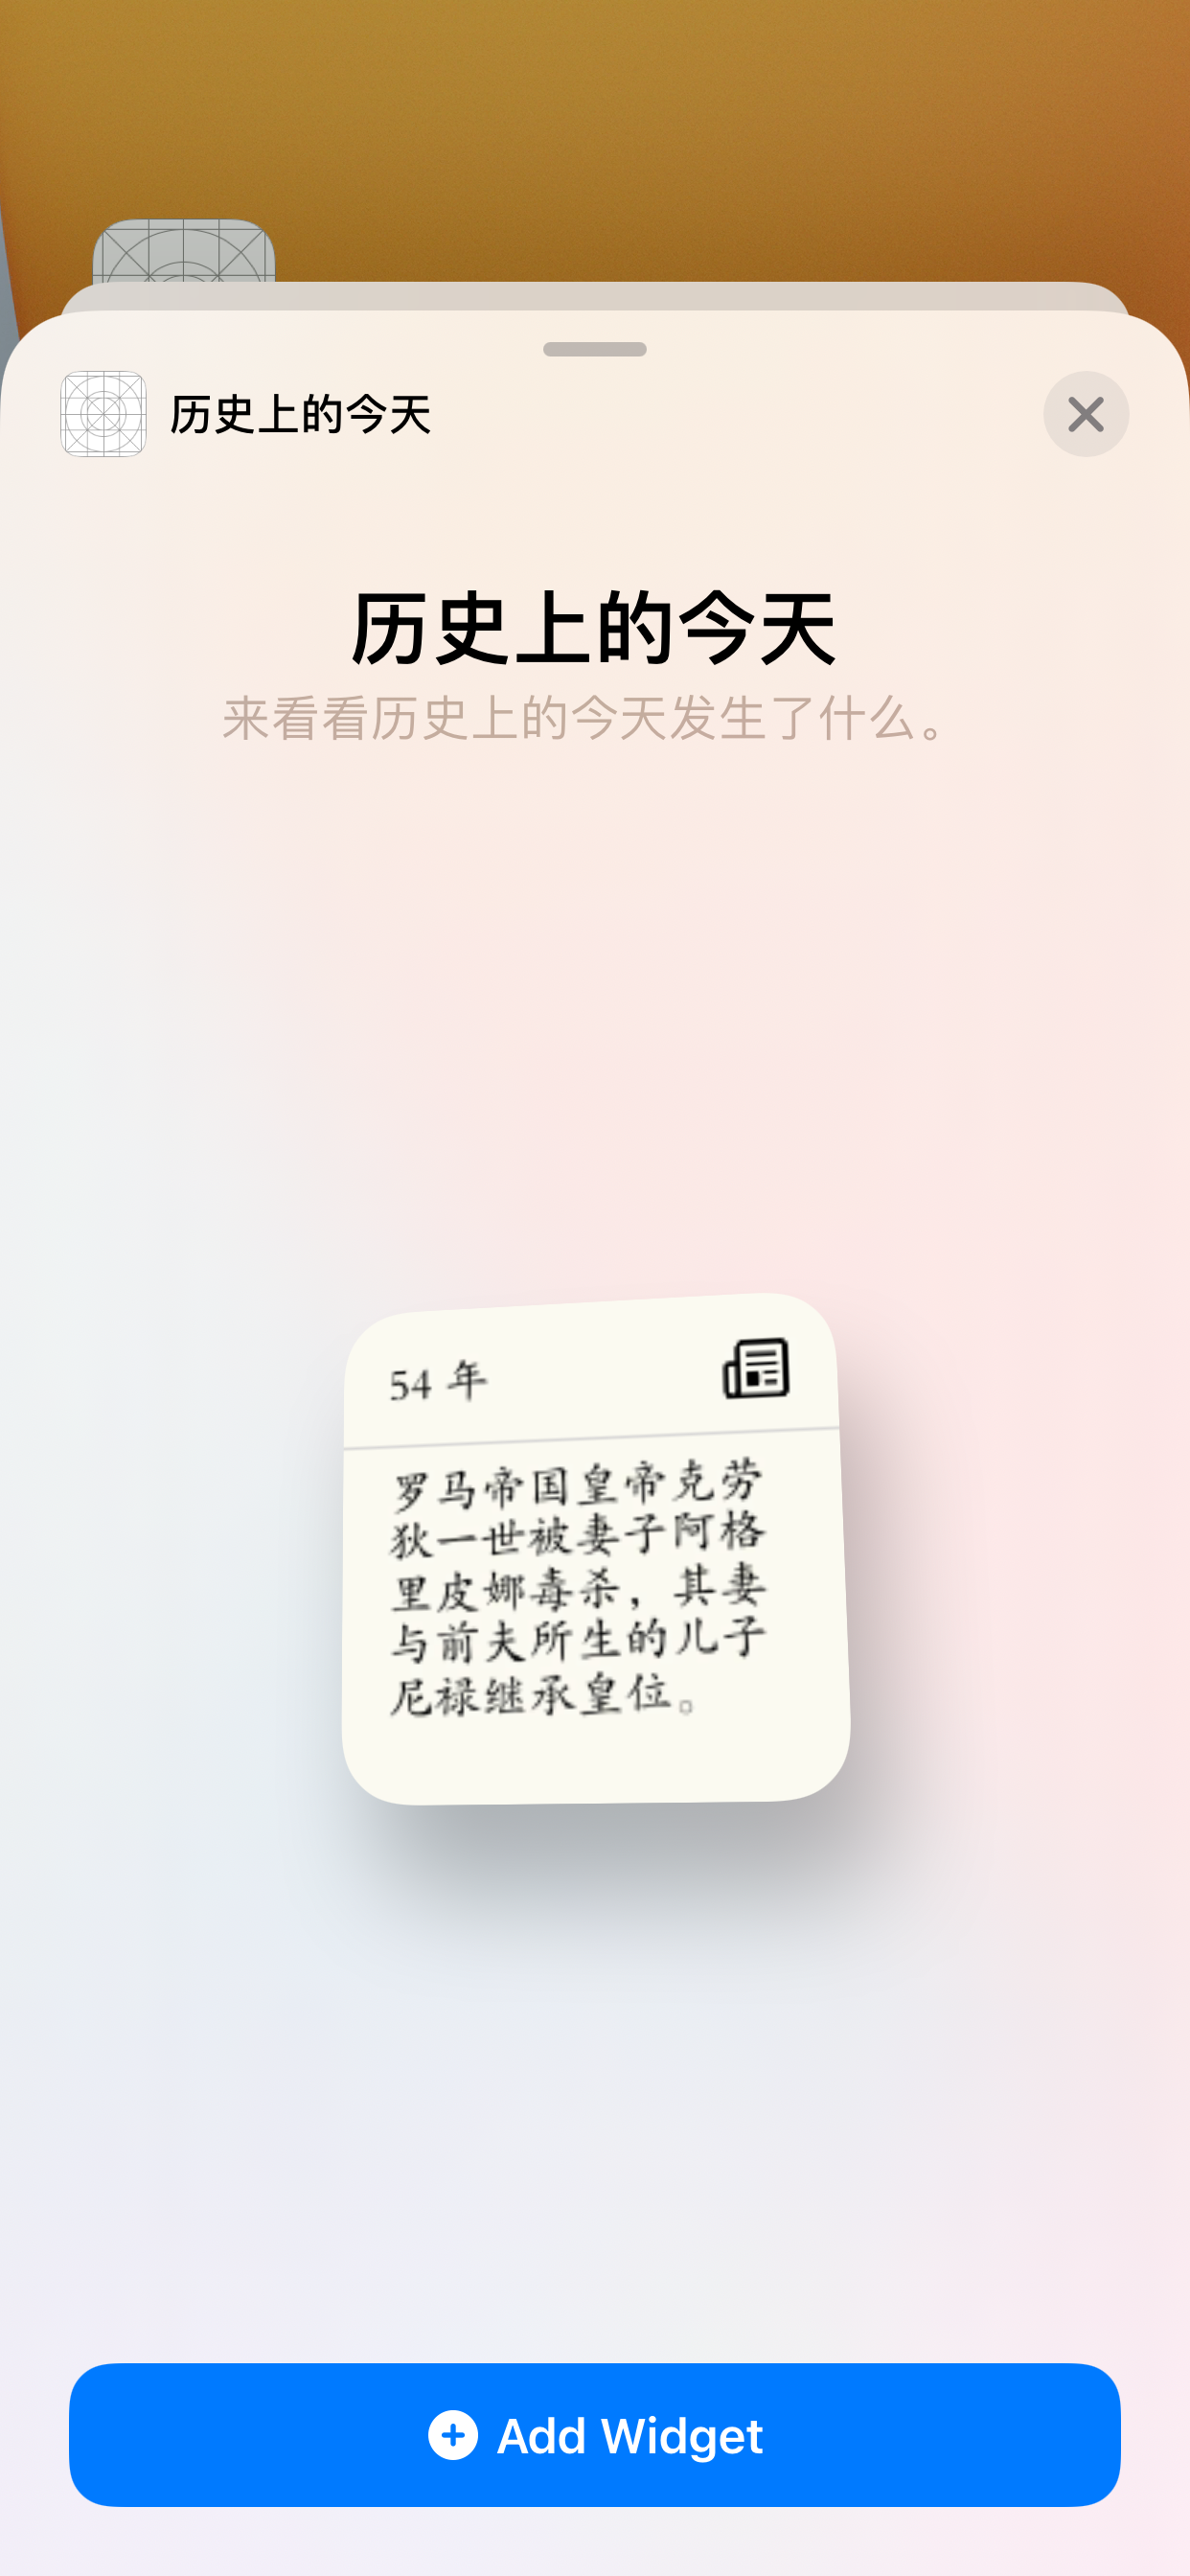 历史上的今天
历史上的今天
来看看历史上的今天发生了什么。
54 年
罗马帝国皇帝克劳
狄一世被妻子阿格
里皮娜毒杀，其妻
与前夫所生的儿子
尼禄继承皇位。
Add Widget